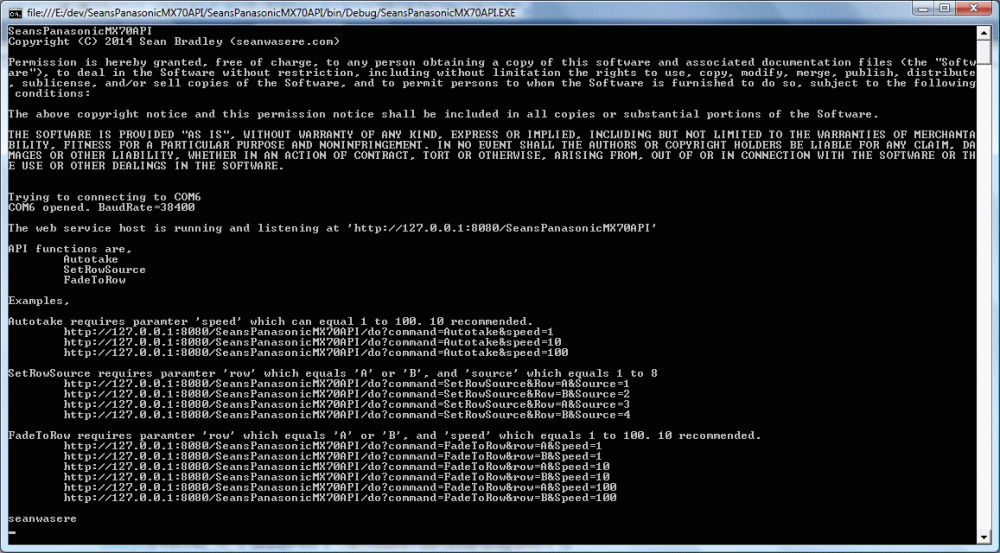 file:///E:/dev/SeansPanasonicMX70API/SeansPanasonicMX70API/bin/Debug/SeansPanasonicMX70API.EXE
SeansPanasonicMX70API
Copyright (C) 2014 Sean Bradley (seanwasere.com)
Permission is hereby granted, free of charge, to any person obtaining a copy of this software and associated documentation files (the "Softw
are"), to deal in the Software without restriction, including without limitation the rights to use, copy, modify, merge, publish, distribute
, sublicense, and/or sell copies of the Software, and to permit persons to whom the Software is furnished to do so, subject to the following
conditions:
The above copyright notice and this permission notice shall be included in all copies or substantial portions of the Software.
THE SOFTWARE IS PROVIDED "AS IS", WITHOUT WARRANTY OF ANY KIND, EXPRESS OR IMPLIED, INCLUDING BUT NOT LIMITED TO THE WARRANTIES OF MERCHANTA
BILITY, FITNESS FOR A PARTICULAR PURPOSE AND NONINFRINGEMENT. IN NO EVENT SHALL THE AUTHORS OR COPYRIGHT HOLDERS BE LIABLE FOR ANY CLAIM, DA
MAGES OR OTHER LIABILITY, WHETHER IN AN ACTION OF CONTRACT, TORT OR OTHERWISE, ARISING FROM, OUT OF OR IN CONNECTION WITH THE SOFTWARE OR TH
E USE OR OTHER DEALINGS IN THE SOFTWARE.
Trying to connecting to COM6
COM6 opened. BaudRate=38400
The web service host is running and listening at 'http://127.0.0.1:8080/SeansPanasonicMX70API'
API functions are,
Autotake
SetRowSource
FadeToRow
Examples,
Autotake requires paramter 'speed' which can equal 1 to 100. 10 recommended.
http://127.0.0.1:8080/SeansPanasonicMX70API/do?command=Autotake&speed=1
http://127.0.0.1:8080/SeansPanasonicMX70API/do?command=Autotake&speed=10
http://127.0.0.1:8080/SeansPanasonicMX70API/do?command=Autotake&speed=100
SetRowSource requires paramter 'row' which equals 'A' or 'B', and 'source' which equals 1 to 8
http://127.0.0.1:8080/SeansPanasonicMX70API/do?command=SetRowSource&Row=A&Source=1
http://127.0.0.1:8080/SeansPanasonicMX70API/do?command=SetRowSource&Row=B&Source=2
http://127.0.0.1:8080/SeansPanasonicMX70API/do?command=SetRowSource&Row=A&Source=3
http://127.0.0.1:8080/SeansPanasonicMX70API/do?command=SetRowSource&Row=B&Source=4
FadeToRow requires paramter 'row' which equals 'A' or 'B', and 'speed' which equals 1 to 100. 10 recommended.
http://127.0.0.1:8080/SeansPanasonicMX70API/do?command=FadeToRow&row=A&Speed=1
http://127.0.0.1:8080/SeansPanasonicMX70API/do?command=FadeToRow&row=B&Speed=1
http://127.0.0.1:8080/SeansPanasonicMX70API/do?command=FadeToRow&row=A&Speed=10
http://127.0.0.1:8080/SeansPanasonicMX70API/do?command=FadeToRow&row=B&Speed=10
http://127.0.0.1:8080/SeansPanasonicMX70API/do?command=FadeToRow&row=A&Speed=100
http://127.0.0.1:8080/SeansPanasonicMX70API/do?command=FadeToRow&row=B&Speed=100
seanwasere